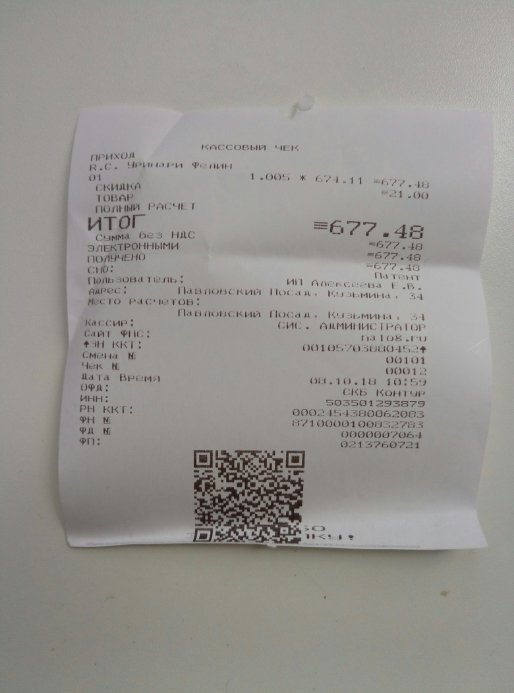 КАССОВЫЙ ЧЕК
ПРИХОД
R.C. Уринари Фелин
01 1.005 * 674.11 =677.48
СКИДКА =21.00
ТОВАР
ПОЛНЫЙ РАСЧЕТ
ИТОГ =677.48
Сумма без НДС =677.48
ЭЛЕКТРОННЫМИ =677.48
ПОЛУЧЕНО =677.48
СНО: Патент
Пользователь: ИП Алексеева Е.В.
Адрес: Павловский Посад, Кузьмина, 34
Место расчетов:
Павловский Посад, Кузьмина, 34
Кассир: СИС. АДМИНИСТРАТОР
Сайт ФНС: nalog.ru
↑ЗН ККТ: 00105703880452↑
Смена № 00101
Чек № 00012
Дата Время 08.10.18 10:59
ОФД: СКБ Контур
ИНН: 503501293879
РН ККТ: 0002454380062083
ФН № 8710000100832783
ФД № 0000007064
ФП: 0213760721